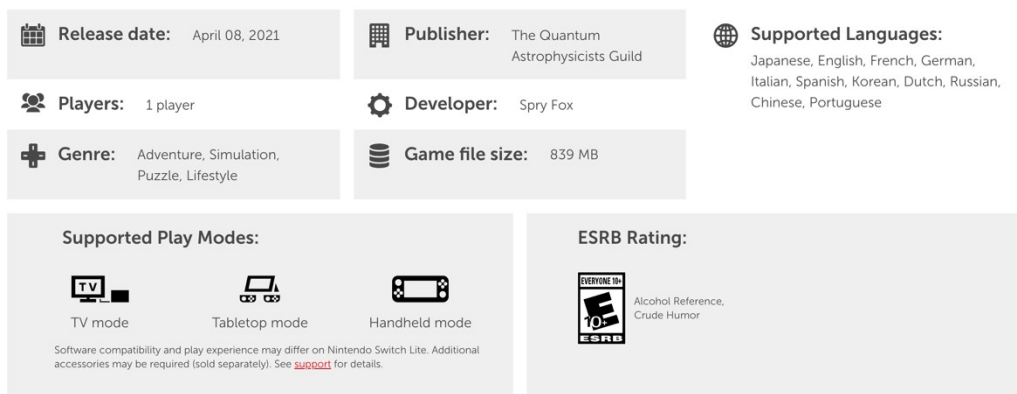 Release date: April 08, 2021
Publisher: The Quantum
Astrophysicists Guild
Supported Languages:
Japanese, English, French, German,
Italian, Spanish, Korean, Dutch, Russian,
Chinese, Portuguese
Players: 1 player
Developer: Spry Fox
Genre: Adventure, Simulation,
Puzzle, Lifestyle
Game file size: 839 MB
Supported Play Modes:
TV
TV mode
Tabletop mode
Handheld mode
Software compatibility and play experience may differ on Nintendo Switch Lite. Additional
accessories may be required (sold separately). See support for details.
ESRB Rating:
EVERYONE 10+
E
10+
ESRB
Alcohol Reference,
Crude Humor